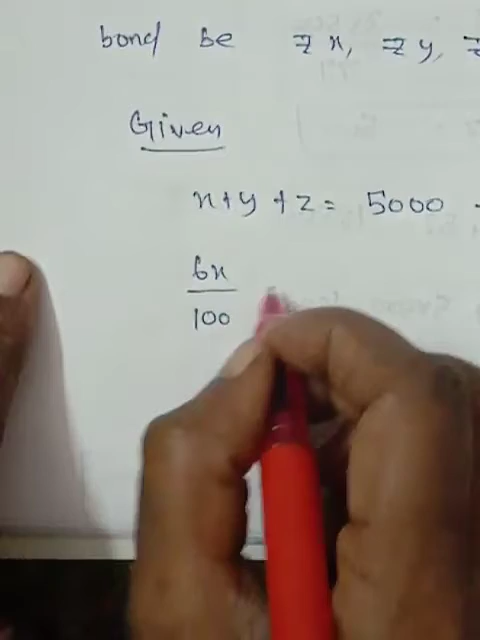 bond be ₹x, ₹y, ₹
Given
x+y+z = 5000
6x
100